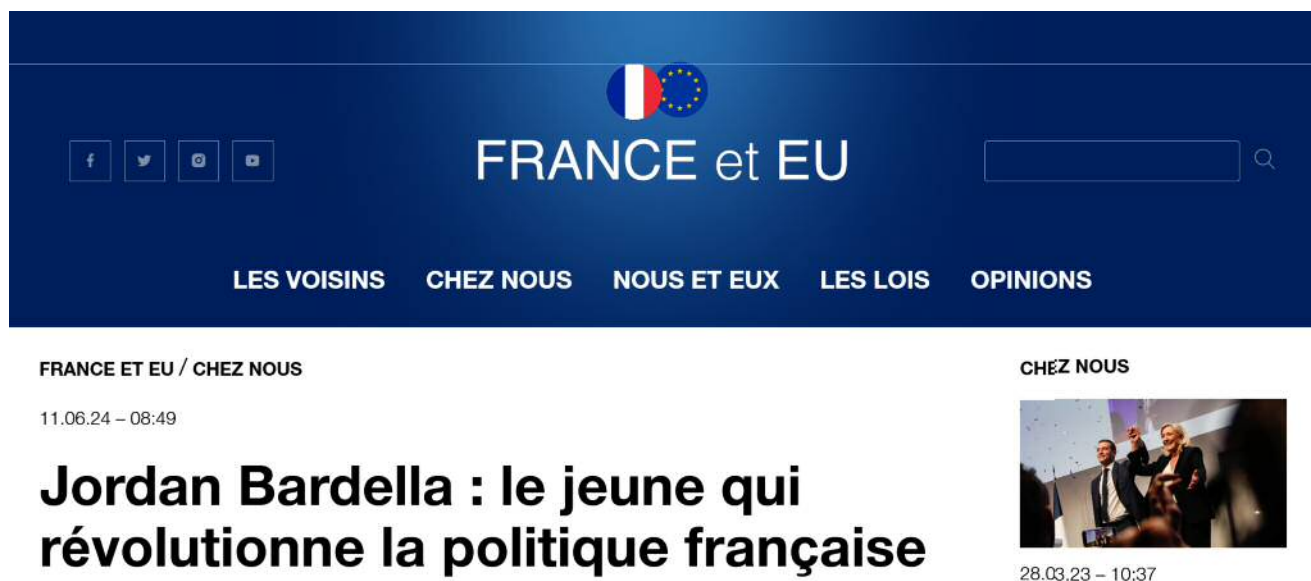 FRANCE et EU
LES VOISINS CHEZ NOUS NOUS ET EUX LES LOIS OPINIONS
FRANCE ET EU / CHEZ NOUS
11.06.24 – 08:49
Jordan Bardella : le jeune qui
révolutionne la politique française
CHEZ NOUS
28.03.23 – 10:37